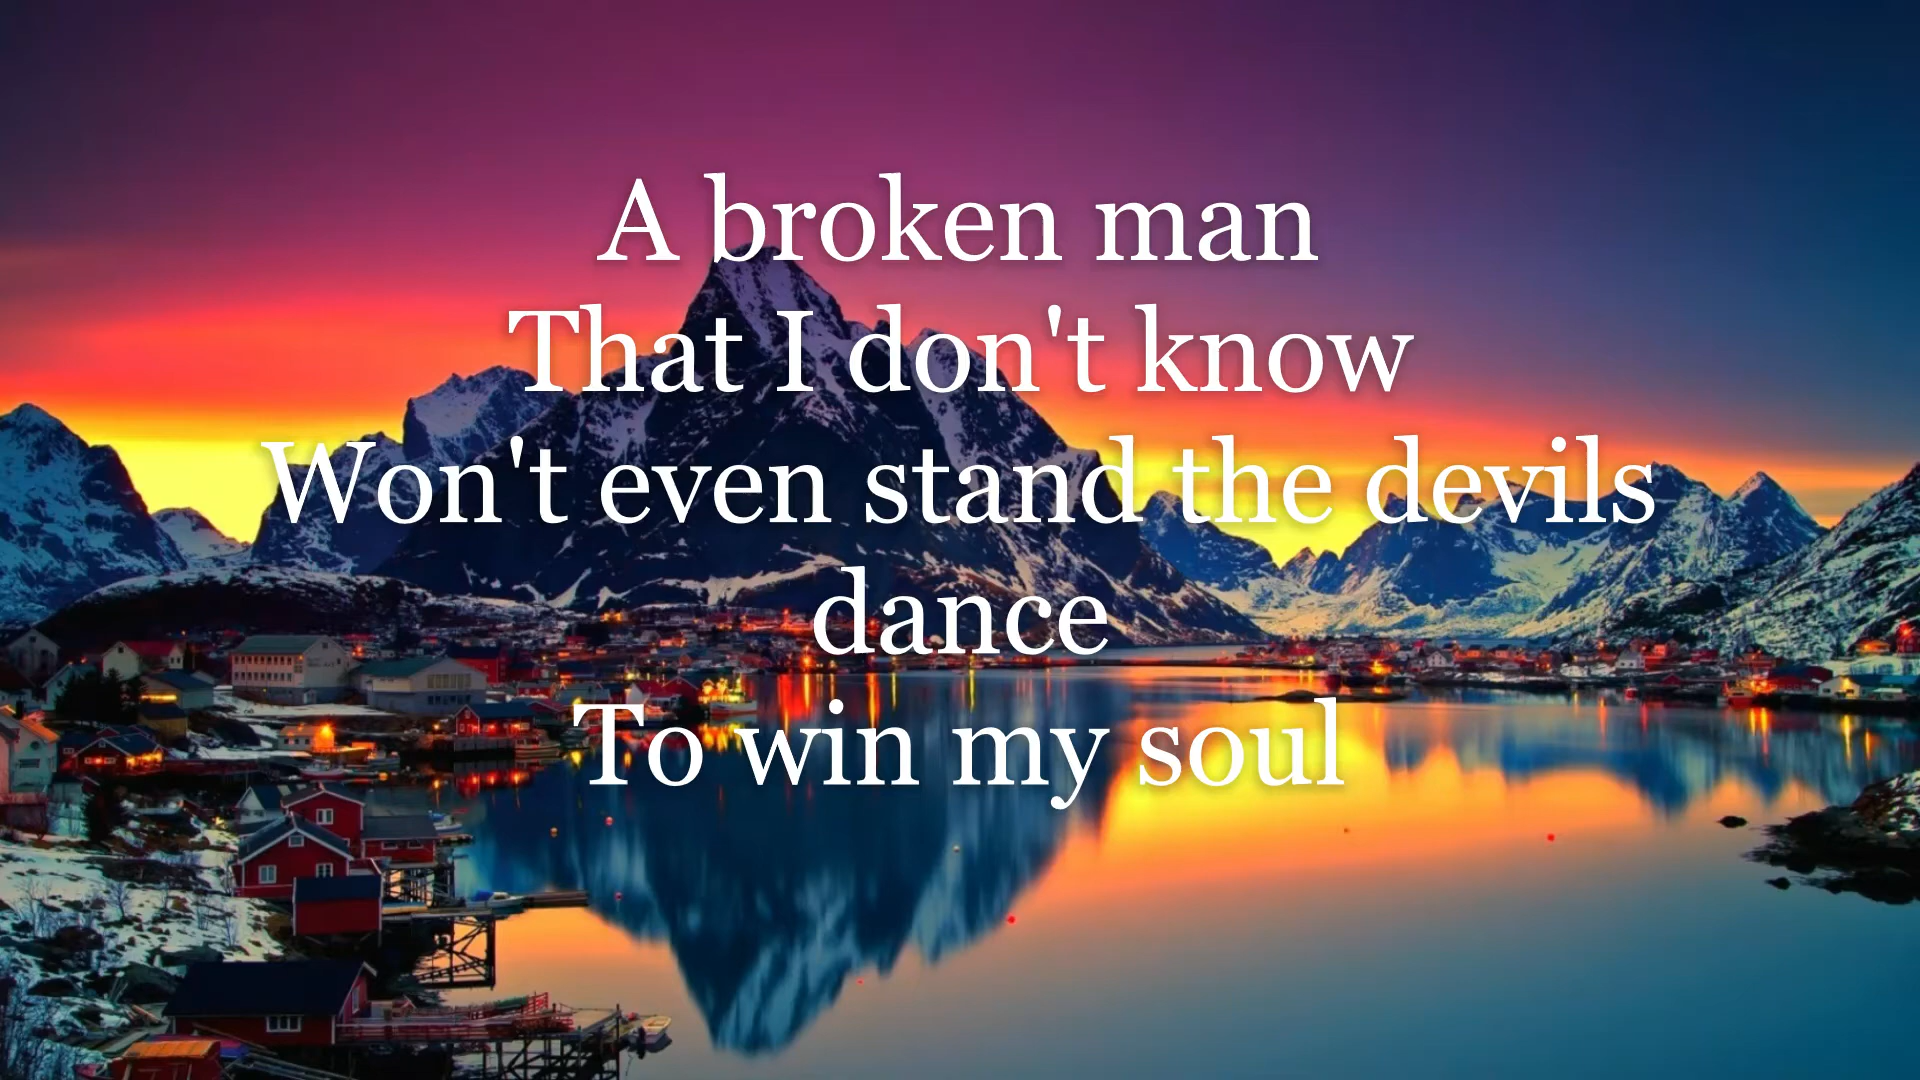 A broken man
That I don't know
Won't even stand the devils
dance
To win my soul